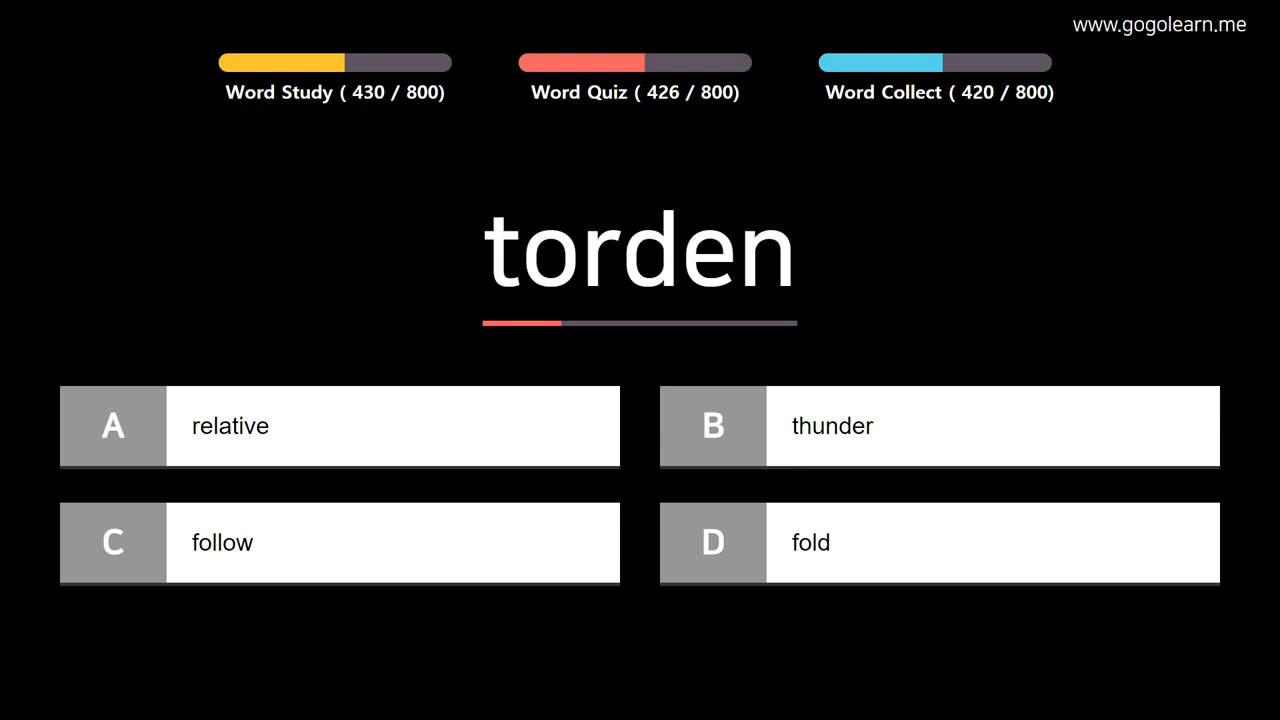 www.gogolearn.me
Word Study ( 430 / 800)
Word Quiz ( 426 / 800)
Word Collect ( 420 / 800)
torden
A relative
B thunder
C follow
D fold